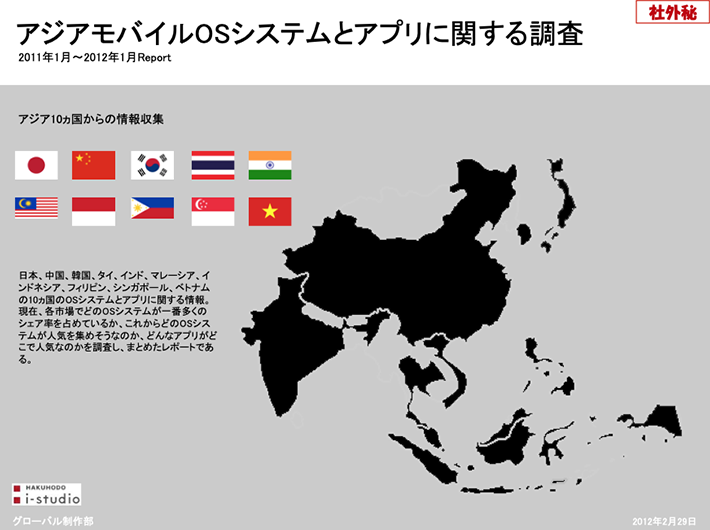 社外秘
アジアモバイルOSシステムとアプリに関する調査
2011年1月～2012年1月Report
アジア10ヵ国からの情報収集
日本、中国、韓国、タイ、インド、マレーシア、イ
ンドネシア、フィリピン、シンガポール、ベトナム
の10ヵ国のOSシステムとアプリに関する情報。
現在、各市場でどのOSシステムが一番多くの
シェア率を占めているか、これからどのOSシス
テムが人気を集めそうなのか、どんなアプリがど
こで人気なのかを調査し、まとめたレポートであ
る。
HAKUHODO
i-studio
グローバル制作部
2012年2月29日